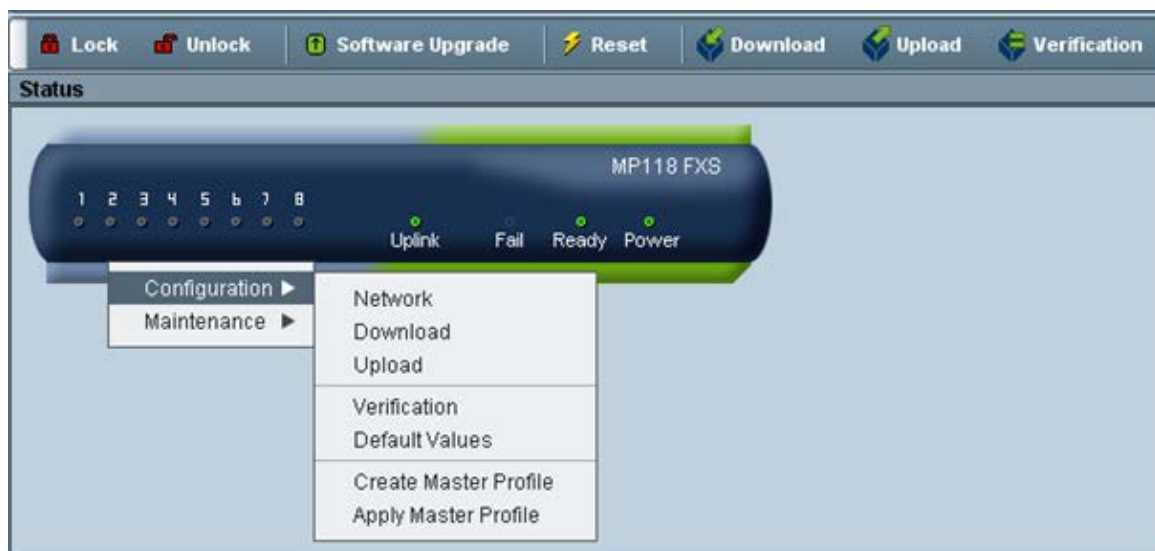 Lock Unlock Software Upgrade Reset Download Upload Verification
Status
MP118 FXS
1 2 3 4 5 6 7 8
Uplink Fail Ready Power
Configuration
Maintenance
Network
Download
Upload
Verification
Default Values
Create Master Profile
Apply Master Profile